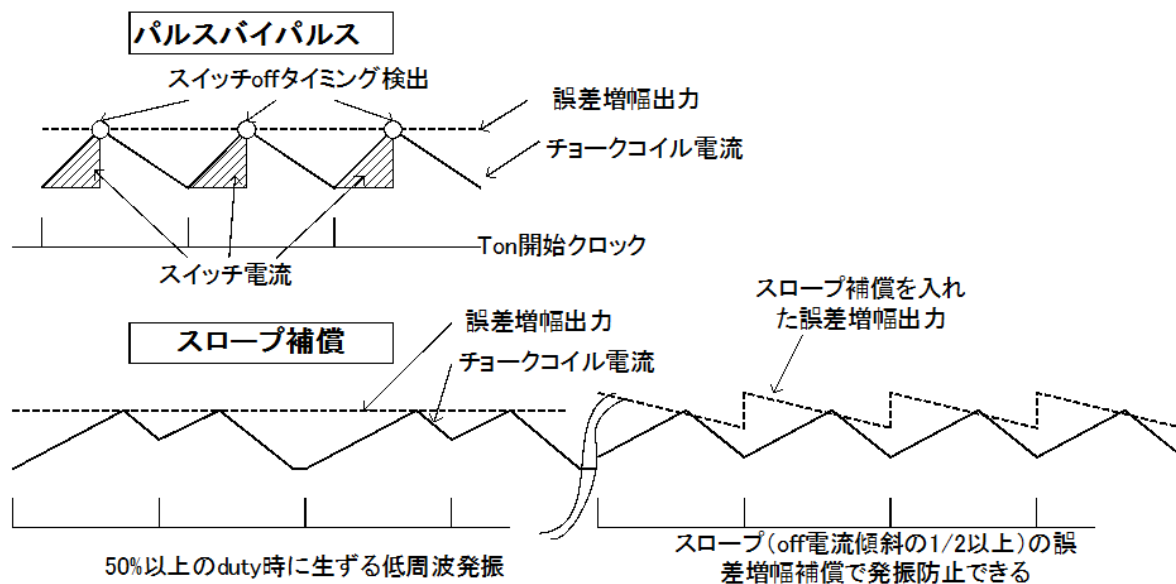 パルスバイパルス
スイッチoffタイミング検出
誤差増幅出力
チョークコイル電流
Ton開始クロック
スイッチ電流
スロープ補償
誤差増幅出力
チョークコイル電流
スロープ補償を入れ
た誤差増幅出力
50%以上のduty時に生ずる低周波発振
スロープ(off電流傾斜の1/2以上)の誤
差増幅補償で発振防止できる